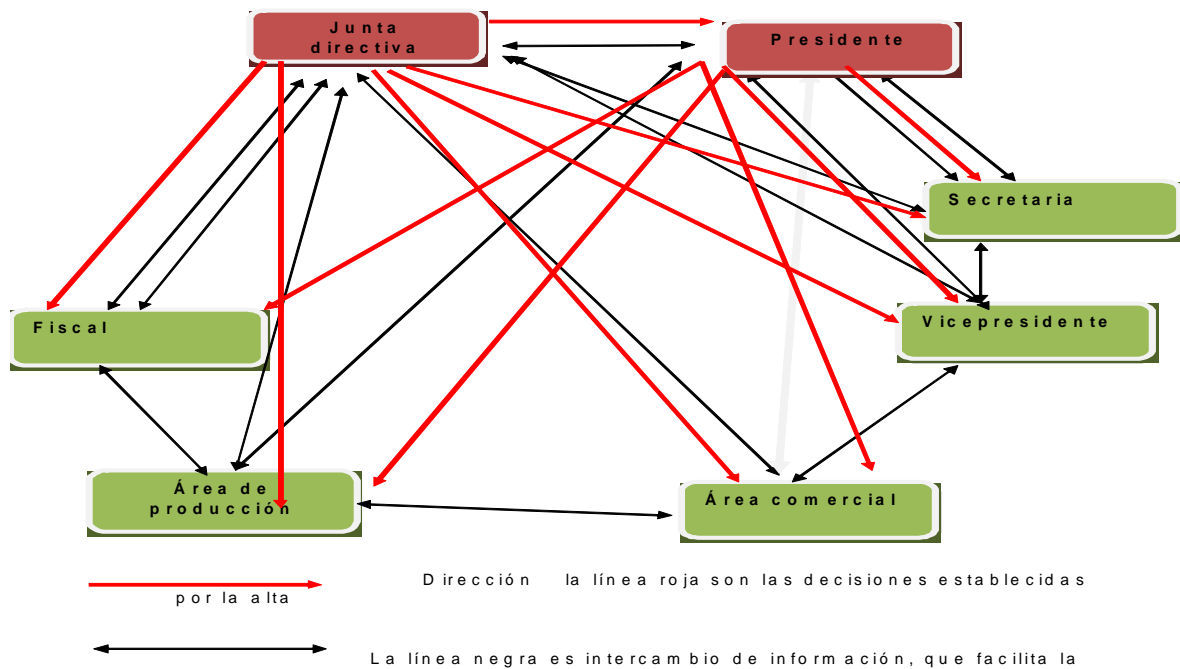 Junta
directiva
Presidente
Secretaria
Fiscal
Vicepresidente
Área de
producción
Área comercial
Dirección la línea roja son las decisiones establecidas
por la alta
La línea negra es intercambio de información, que facilita la